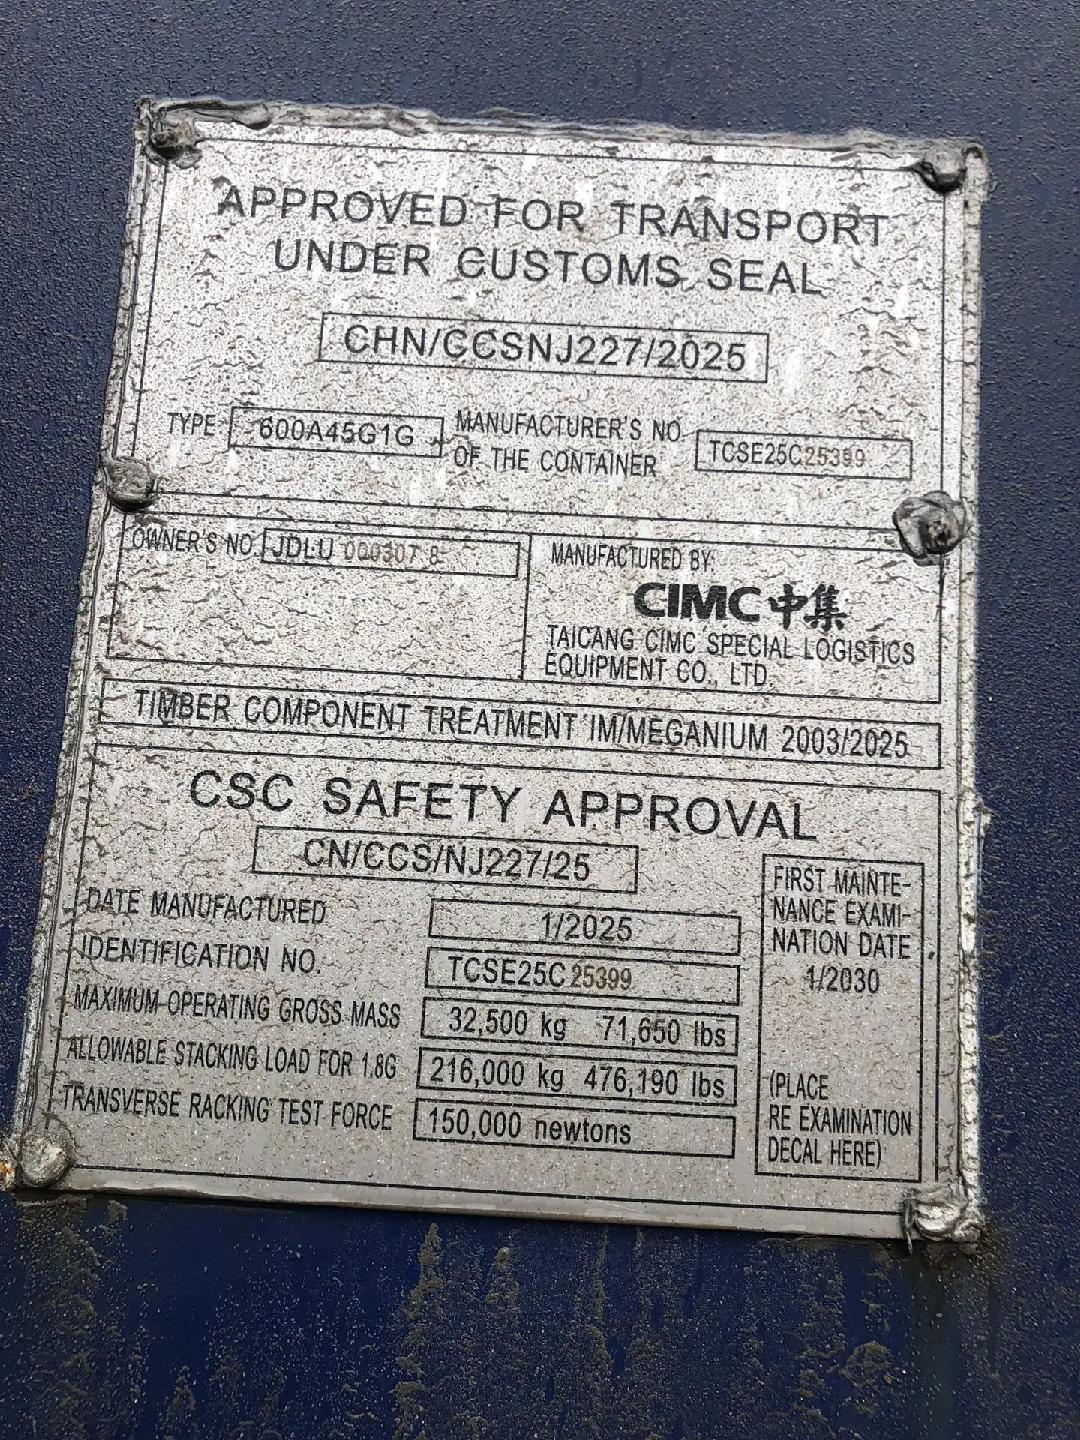 APPROVED FOR TRANSPORT
UNDER CUSTOMS SEAL
CHN/CCSNJ227/2025
TYPE 600A45G1G MANUFACTURER'S NO. OF THE CONTAINER TCSE25C25399
OWNER'S NO. JDLU 000307 8
MANUFACTURED BY:
CIMC 中集
TAICANG CIMC SPECIAL LOGISTICS
EQUIPMENT CO., LTD.
TIMBER COMPONENT TREATMENT IM/MEGANIUM 2003/2025
CSC SAFETY APPROVAL
CN/CCS/NJ227/25
DATE MANUFACTURED 1/2025
IDENTIFICATION NO. TCSE25C25399
MAXIMUM OPERATING GROSS MASS 32,500 kg 71,650 lbs
ALLOWABLE STACKING LOAD FOR 1.8G 216,000 kg 476,190 lbs
TRANSVERSE RACKING TEST FORCE 150,000 newtons
FIRST MAINTE-
NANCE EXAMI-
NATION DATE
1/2030
(PLACE
RE EXAMINATION
DECAL HERE)